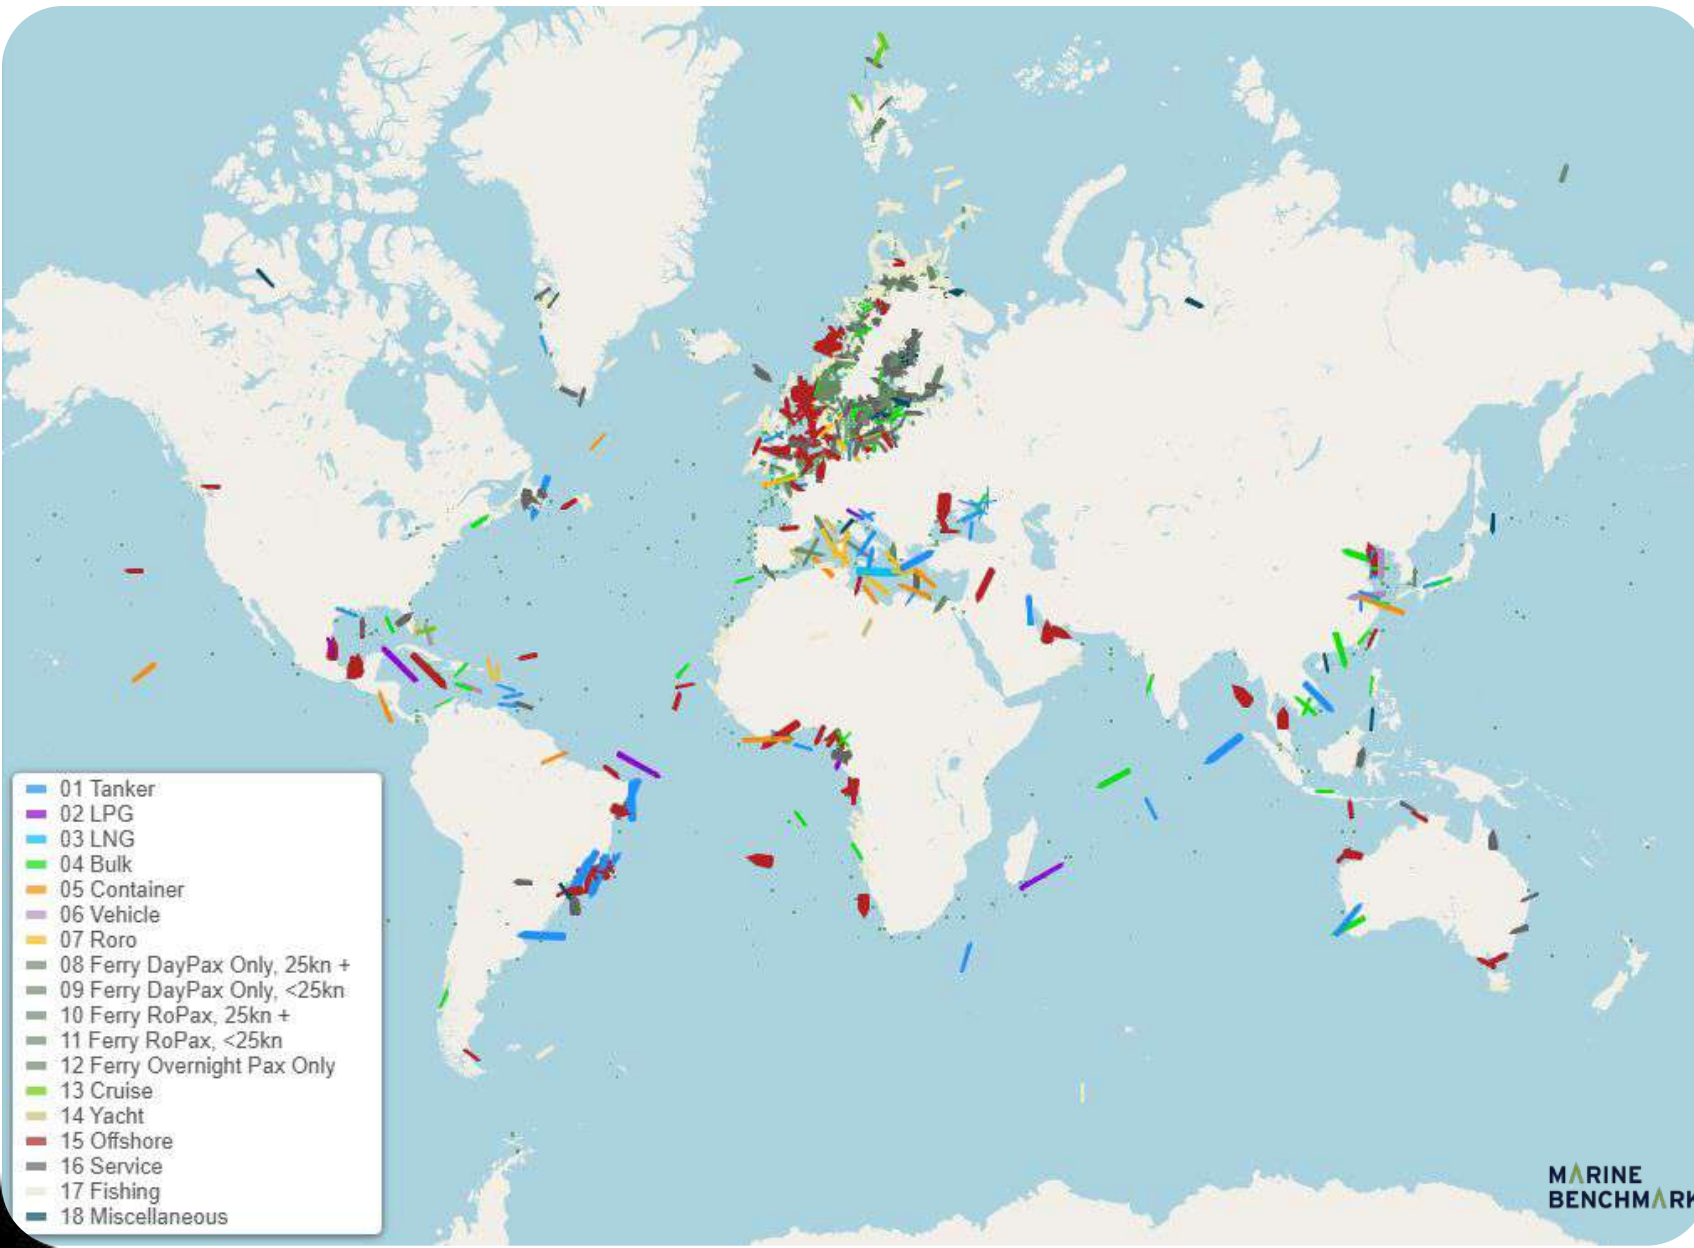 01 Tanker
02 LPG
03 LNG
04 Bulk
05 Container
06 Vehicle
07 Roro
08 Ferry DayPax Only, 25kn +
09 Ferry DayPax Only, <25kn
10 Ferry RoPax, 25kn +
11 Ferry RoPax, <25kn
12 Ferry Overnight Pax Only
13 Cruise
14 Yacht
15 Offshore
16 Service
17 Fishing
18 Miscellaneous
MARINE
BENCHMARK